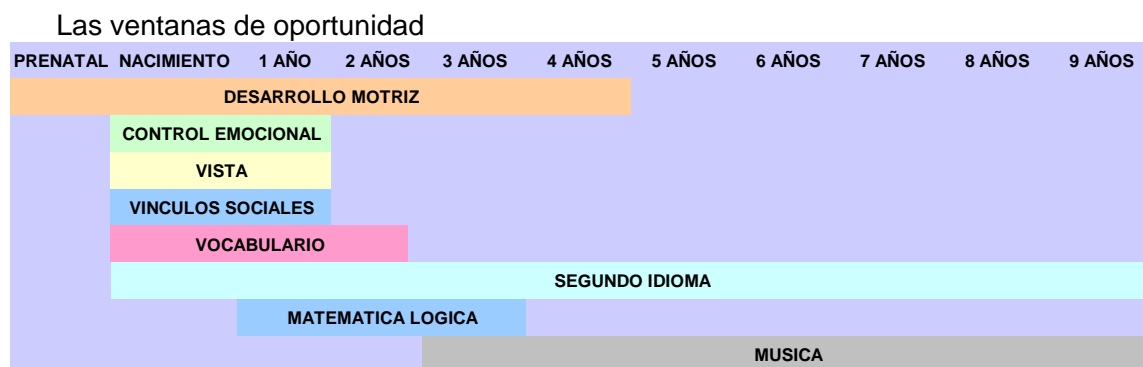 Las ventanas de oportunidad
PRENATAL NACIMIENTO 1 AÑO 2 AÑOS 3 AÑOS 4 AÑOS 5 AÑOS 6 AÑOS 7 AÑOS 8 AÑOS 9 AÑOS
DESARROLLO MOTRIZ
CONTROL EMOCIONAL
VISTA
VINCULOS SOCIALES
VOCABULARIO
SEGUNDO IDIOMA
MATEMATICA LOGICA
MUSICA